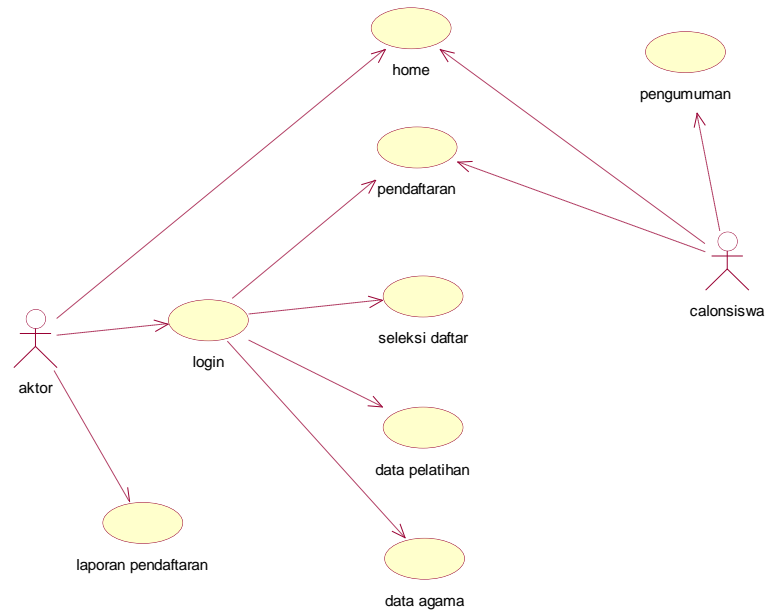 home
pengumuman
pendaftaran
calonsiswa
seleksi daftar
login
aktor
data pelatihan
laporan pendaftaran
data agama